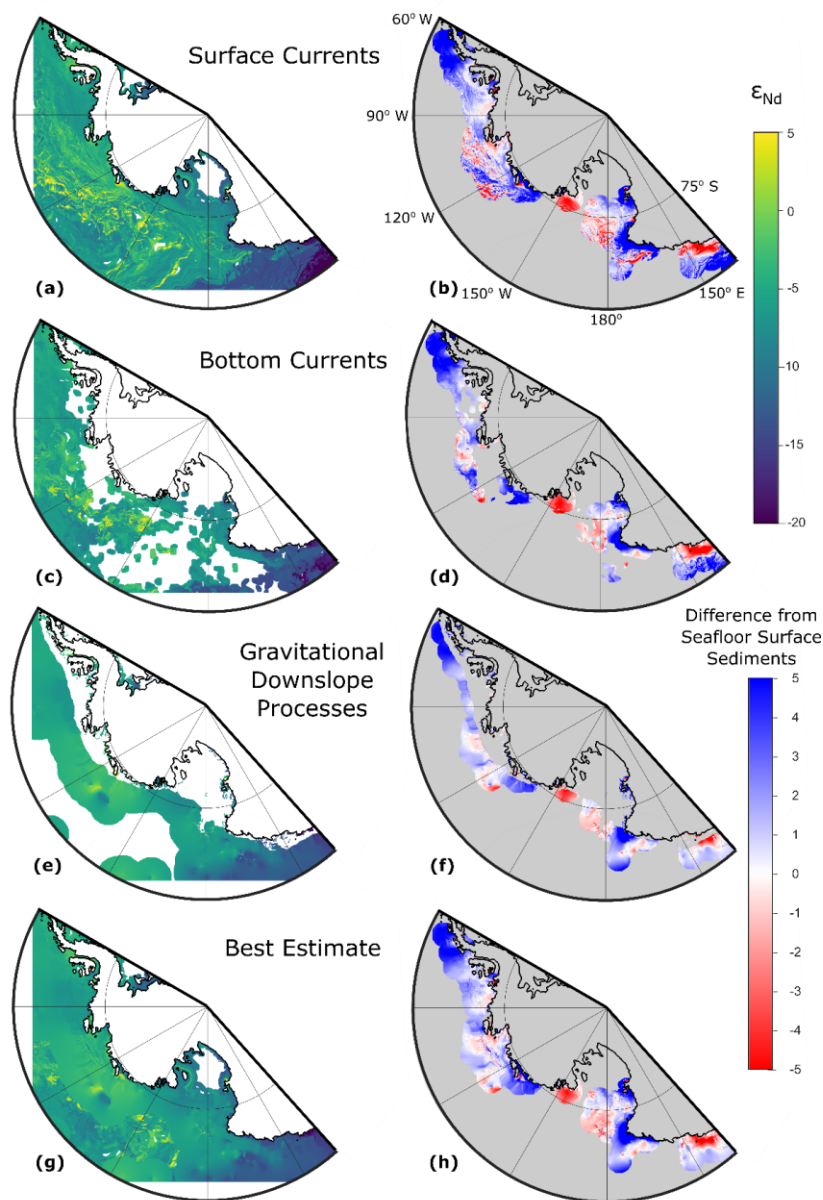 Surface Currents
(a)
60° W
90° W
120° W
150° W
180°
150° E
75° S
(b)
εNd
5
0
-5
-10
-15
-20
Bottom Currents
(c)
(d)
Gravitational
Downslope
Processes
(e)
(f)
Difference from
Seafloor Surface
Sediments
5
4
3
2
1
0
-1
-2
-3
-4
-5
Best Estimate
(g)
(h)